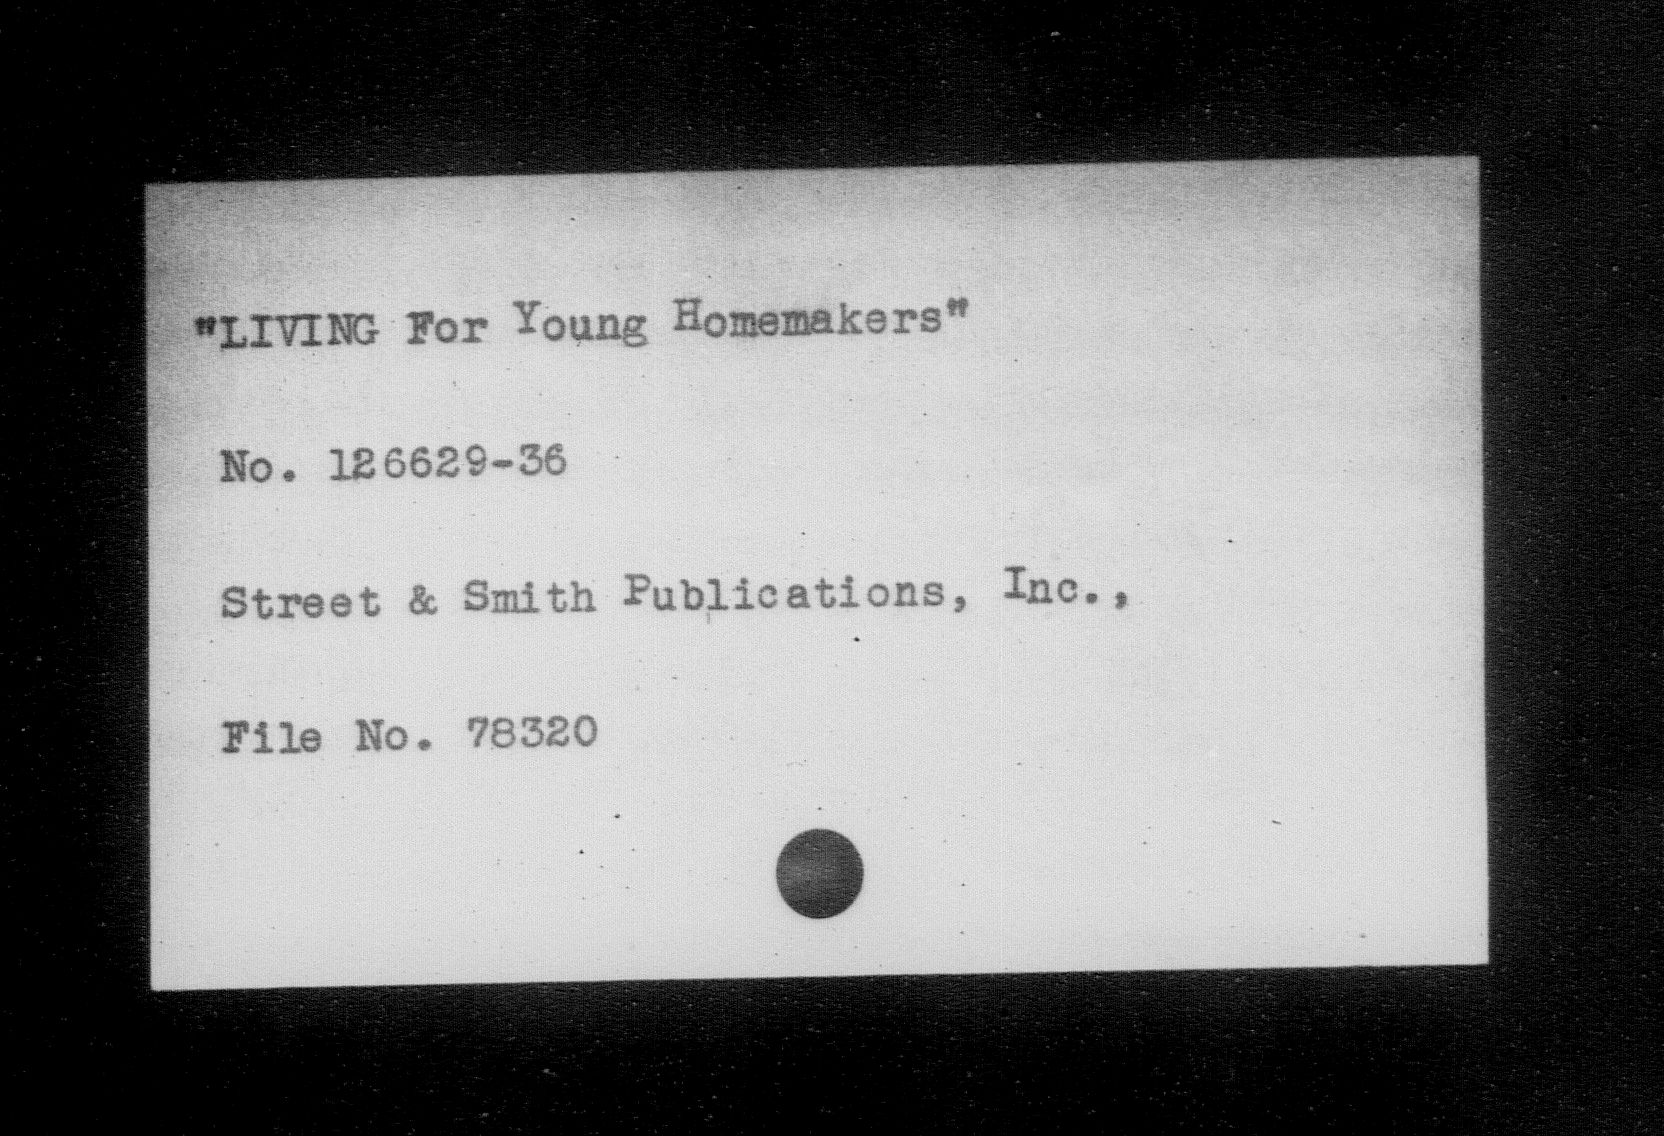 "LIVING For Young Homemakers"
No. 126629-36
Street & Smith Publications, Inc.,
File No. 78320